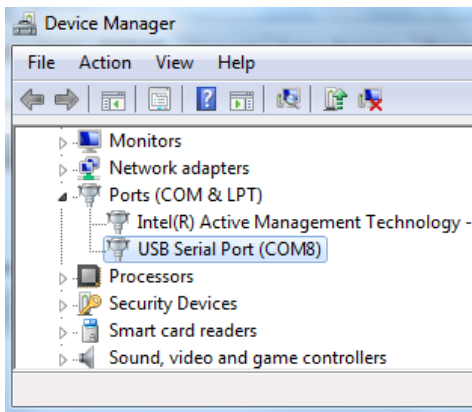 Device Manager
File Action View Help
Monitors
Network adapters
Ports (COM & LPT)
Intel(R) Active Management Technology -
USB Serial Port (COM8)
Processors
Security Devices
Smart card readers
Sound, video and game controllers